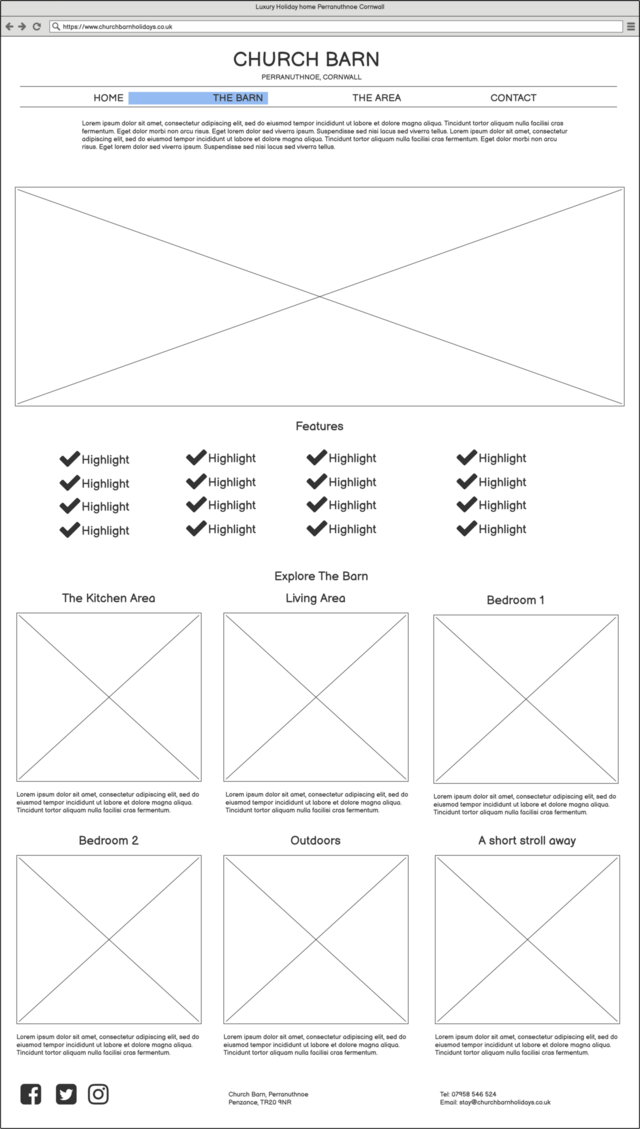 Luxury Holiday home Perranuthnoe Cornwall
https://www.churchbarnholidays.co.uk
CHURCH BARN
PERRANUTHNOE, CORNWALL
HOME THE BARN THE AREA CONTACT
Lorem ipsum dolor sit amet, consectetur adipiscing elit, sed do eiusmod tempor incididunt ut labore et dolore magna aliqua. Tincidunt tortor aliquam nulla facilisi cras
fermentum. Eget dolor morbi non arcu risus. Eget lorem dolor sed viverra ipsum. Suspendisse sed nisi lacus sed viverra tellus. Lorem ipsum dolor sit amet, consectetur
adipiscing elit, sed do eiusmod tempor incididunt ut labore et dolore magna aliqua. Tincidunt tortor aliquam nulla facilisi cras fermentum. Eget dolor morbi non arcu
risus. Eget lorem dolor sed viverra ipsum. Suspendisse sed nisi lacus sed viverra tellus.
Features
Highlight Highlight Highlight Highlight
Highlight Highlight Highlight Highlight
Highlight Highlight Highlight Highlight
Highlight Highlight Highlight Highlight
Explore The Barn
The Kitchen Area Living Area Bedroom 1
Lorem ipsum dolor sit amet, consectetur adipiscing elit, sed do
eiusmod tempor incididunt ut labore et dolore magna aliqua.
Tincidunt tortor aliquam nulla facilisi cras fermentum.
Lorem ipsum dolor sit amet, consectetur adipiscing elit, sed do
eiusmod tempor incididunt ut labore et dolore magna aliqua.
Tincidunt tortor aliquam nulla facilisi cras fermentum.
Lorem ipsum dolor sit amet, consectetur adipiscing elit, sed do
eiusmod tempor incididunt ut labore et dolore magna aliqua.
Tincidunt tortor aliquam nulla facilisi cras fermentum.
Bedroom 2 Outdoors A short stroll away
Lorem ipsum dolor sit amet, consectetur adipiscing elit, sed do
eiusmod tempor incididunt ut labore et dolore magna aliqua.
Tincidunt tortor aliquam nulla facilisi cras fermentum.
Lorem ipsum dolor sit amet, consectetur adipiscing elit, sed do
eiusmod tempor incididunt ut labore et dolore magna aliqua.
Tincidunt tortor aliquam nulla facilisi cras fermentum.
Lorem ipsum dolor sit amet, consectetur adipiscing elit, sed do
eiusmod tempor incididunt ut labore et dolore magna aliqua.
Tincidunt tortor aliquam nulla facilisi cras fermentum.
Church Barn, Perranuthnoe
Penzance, TR20 9NR
Tel: 07958 546 524
Email: stay@churchbarnholidays.co.uk